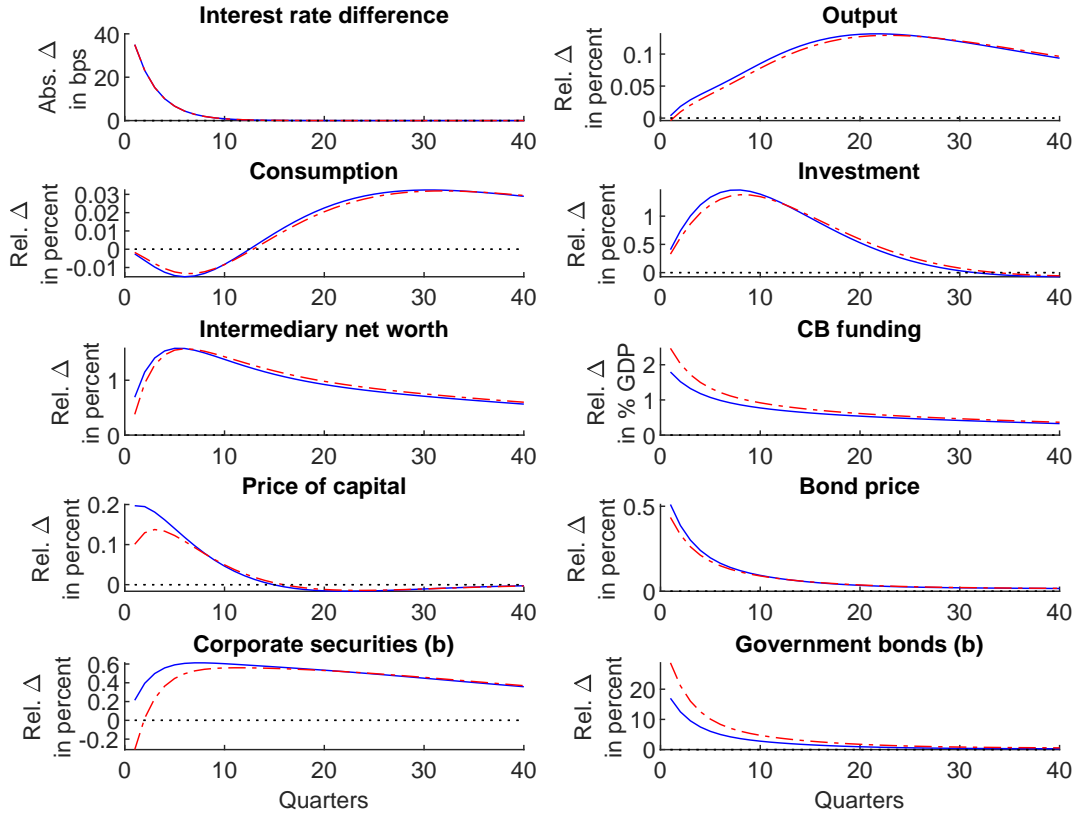 Interest rate difference
Abs. Δ
in bps
40
20
0
0 10 20 30 40
Output
Rel. Δ
in percent
0.1
0.05
0
0 10 20 30 40
Consumption
Rel. Δ
in percent
0.03
0.02
0.01
0
-0.01
0 10 20 30 40
Investment
Rel. Δ
in percent
1
0.5
0
0 10 20 30 40
Intermediary net worth
Rel. Δ
in percent
1
0
0 10 20 30 40
CB funding
Rel. Δ
in % GDP
2
1
0
0 10 20 30 40
Price of capital
Rel. Δ
in percent
0.2
0.1
0
0 10 20 30 40
Bond price
Rel. Δ
in percent
0.5
0
0 10 20 30 40
Corporate securities (b)
Rel. Δ
in percent
0.6
0.4
0.2
0
-0.2
0 10 20 30 40
Quarters
Government bonds (b)
Rel. Δ
in percent
20
10
0
0 10 20 30 40
Quarters